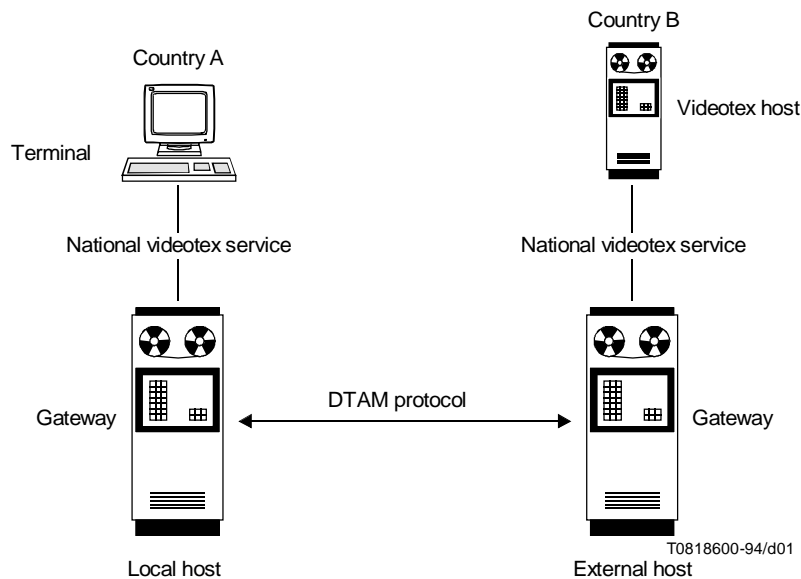 Country B
Country A
Videotex host
Terminal
National videotex service
National videotex service
DTAM protocol
Gateway
Gateway
T0818600-94/d01
Local host
External host